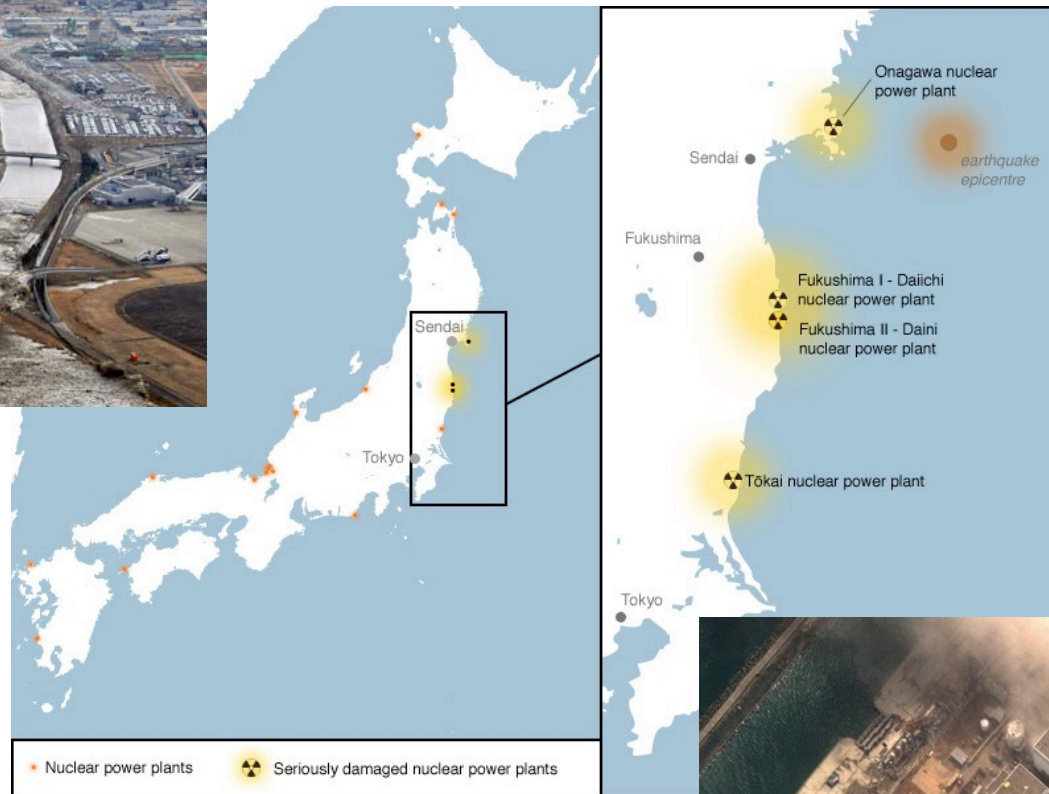 Sendai
Tokyo
Nuclear power plants
Seriously damaged nuclear power plants
Onagawa nuclear
power plant
Sendai
earthquake
epicentre
Fukushima
Fukushima I - Daiichi
nuclear power plant
Fukushima II - Daini
nuclear power plant
Tōkai nuclear power plant
Tokyo